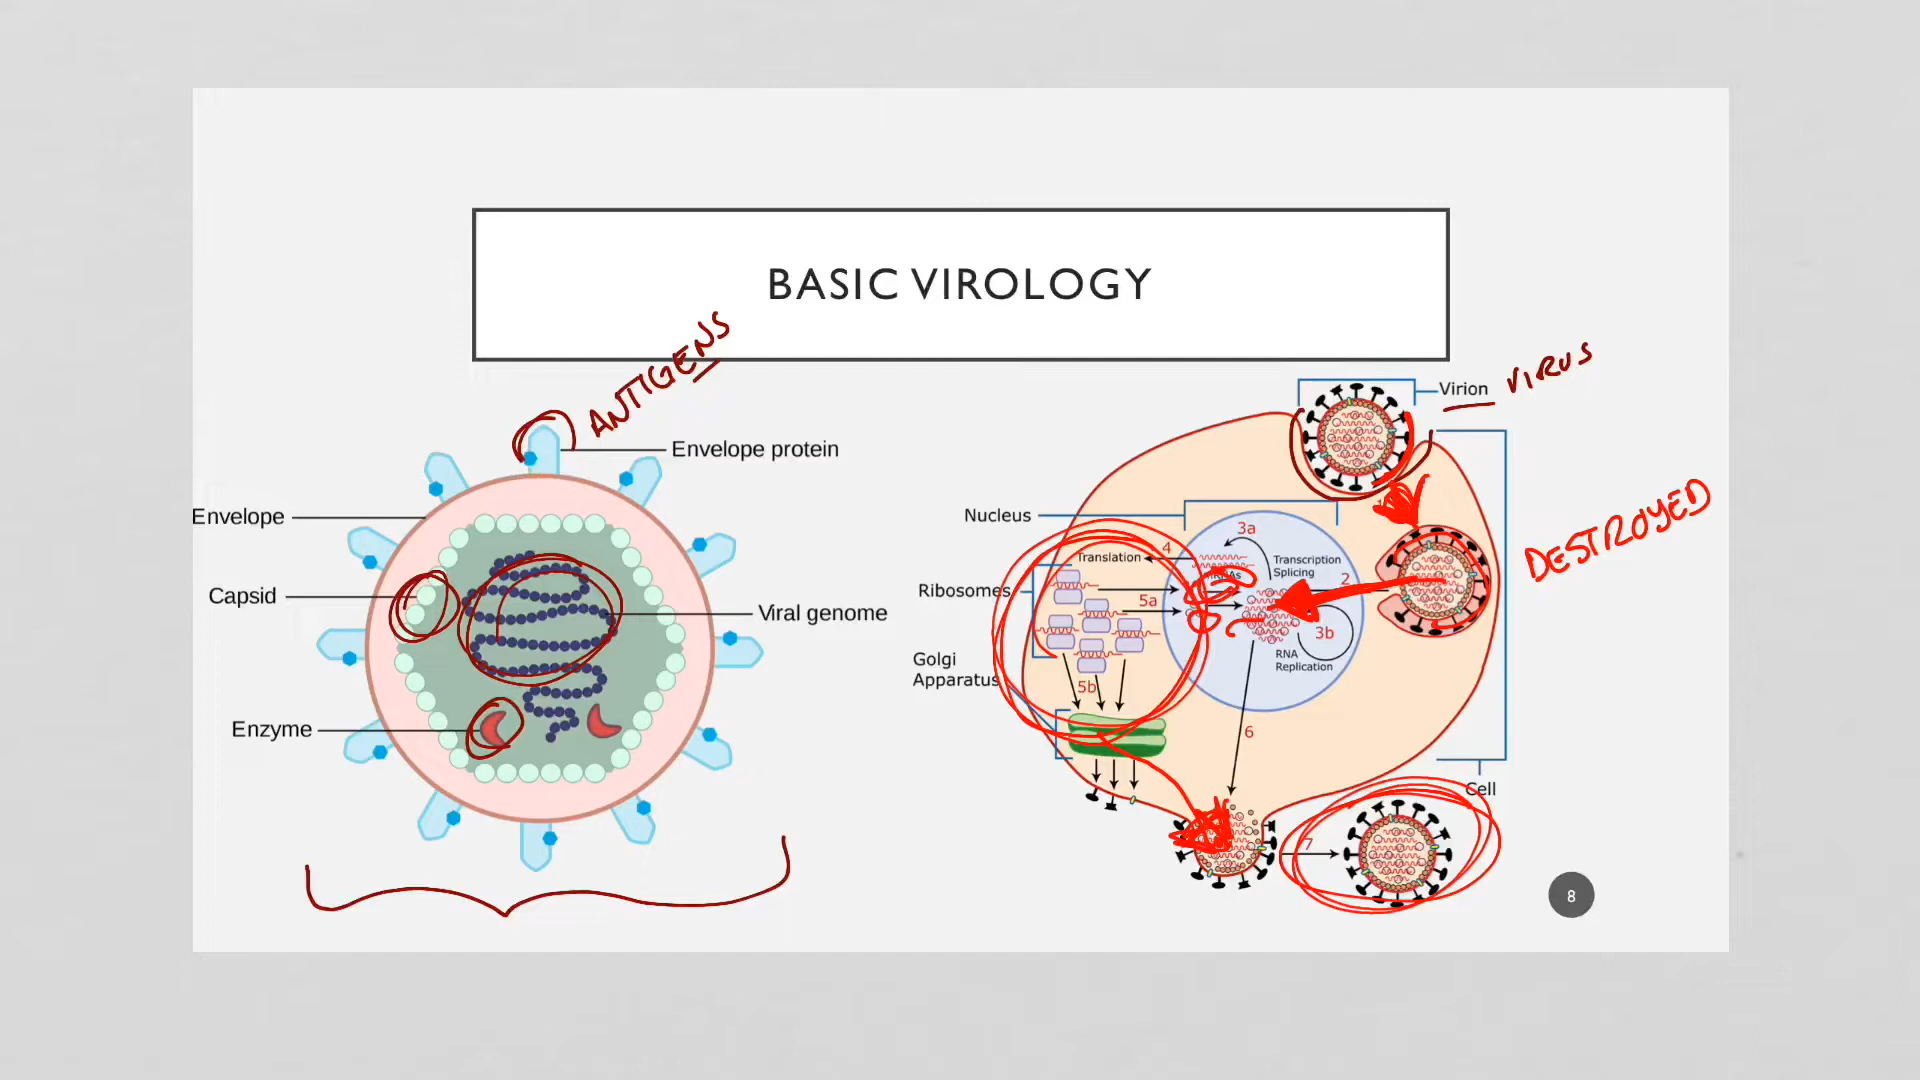 BASIC VIROLOGY
ANTIGENS
Envelope protein
Envelope
Capsid
Viral genome
Enzyme
Virion
VIRUS
DESTROYED
Nucleus
3a
Translation
4
Transcription
Splicing
2
Ribosomes
5a
3b
RNA
Replication
Golgi
Apparatus
5b
6
Cell
7
8